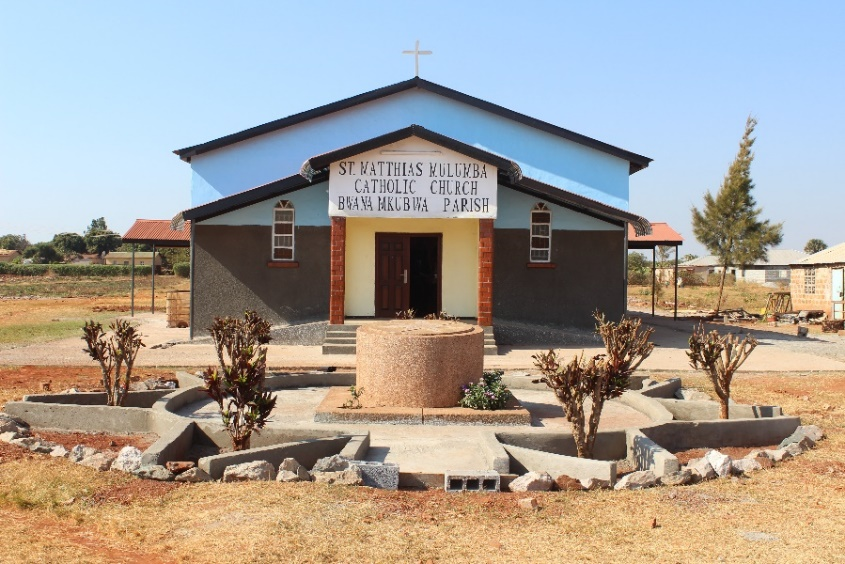 ST. MATTHIAS MULUMBA
CATHOLIC CHURCH
BWANA MKUBWA PARISH